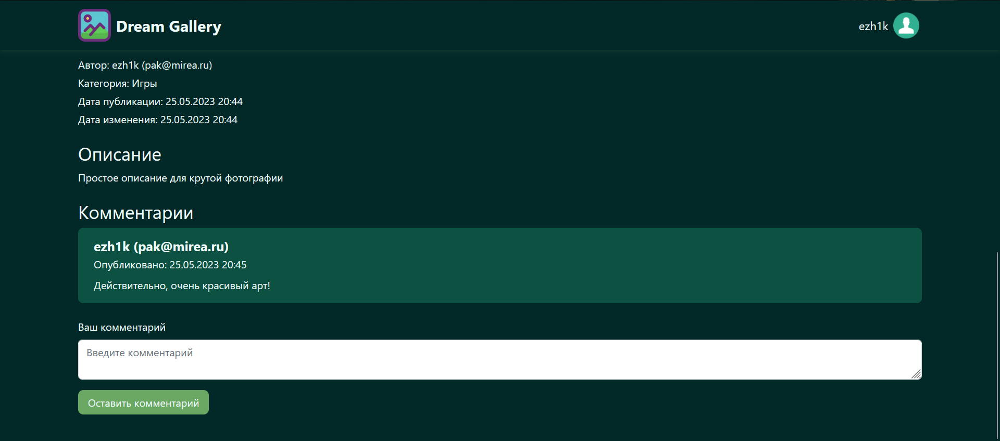 Dream Gallery
ezh1k
Автор: ezh1k (pak@mirea.ru)
Категория: Игры
Дата публикации: 25.05.2023 20:44
Дата изменения: 25.05.2023 20:44
Описание
Простое описание для крутой фотографии
Комментарии
ezh1k (pak@mirea.ru)
Опубликовано: 25.05.2023 20:45
Действительно, очень красивый арт!
Ваш комментарий
Введите комментарий
Оставить комментарий